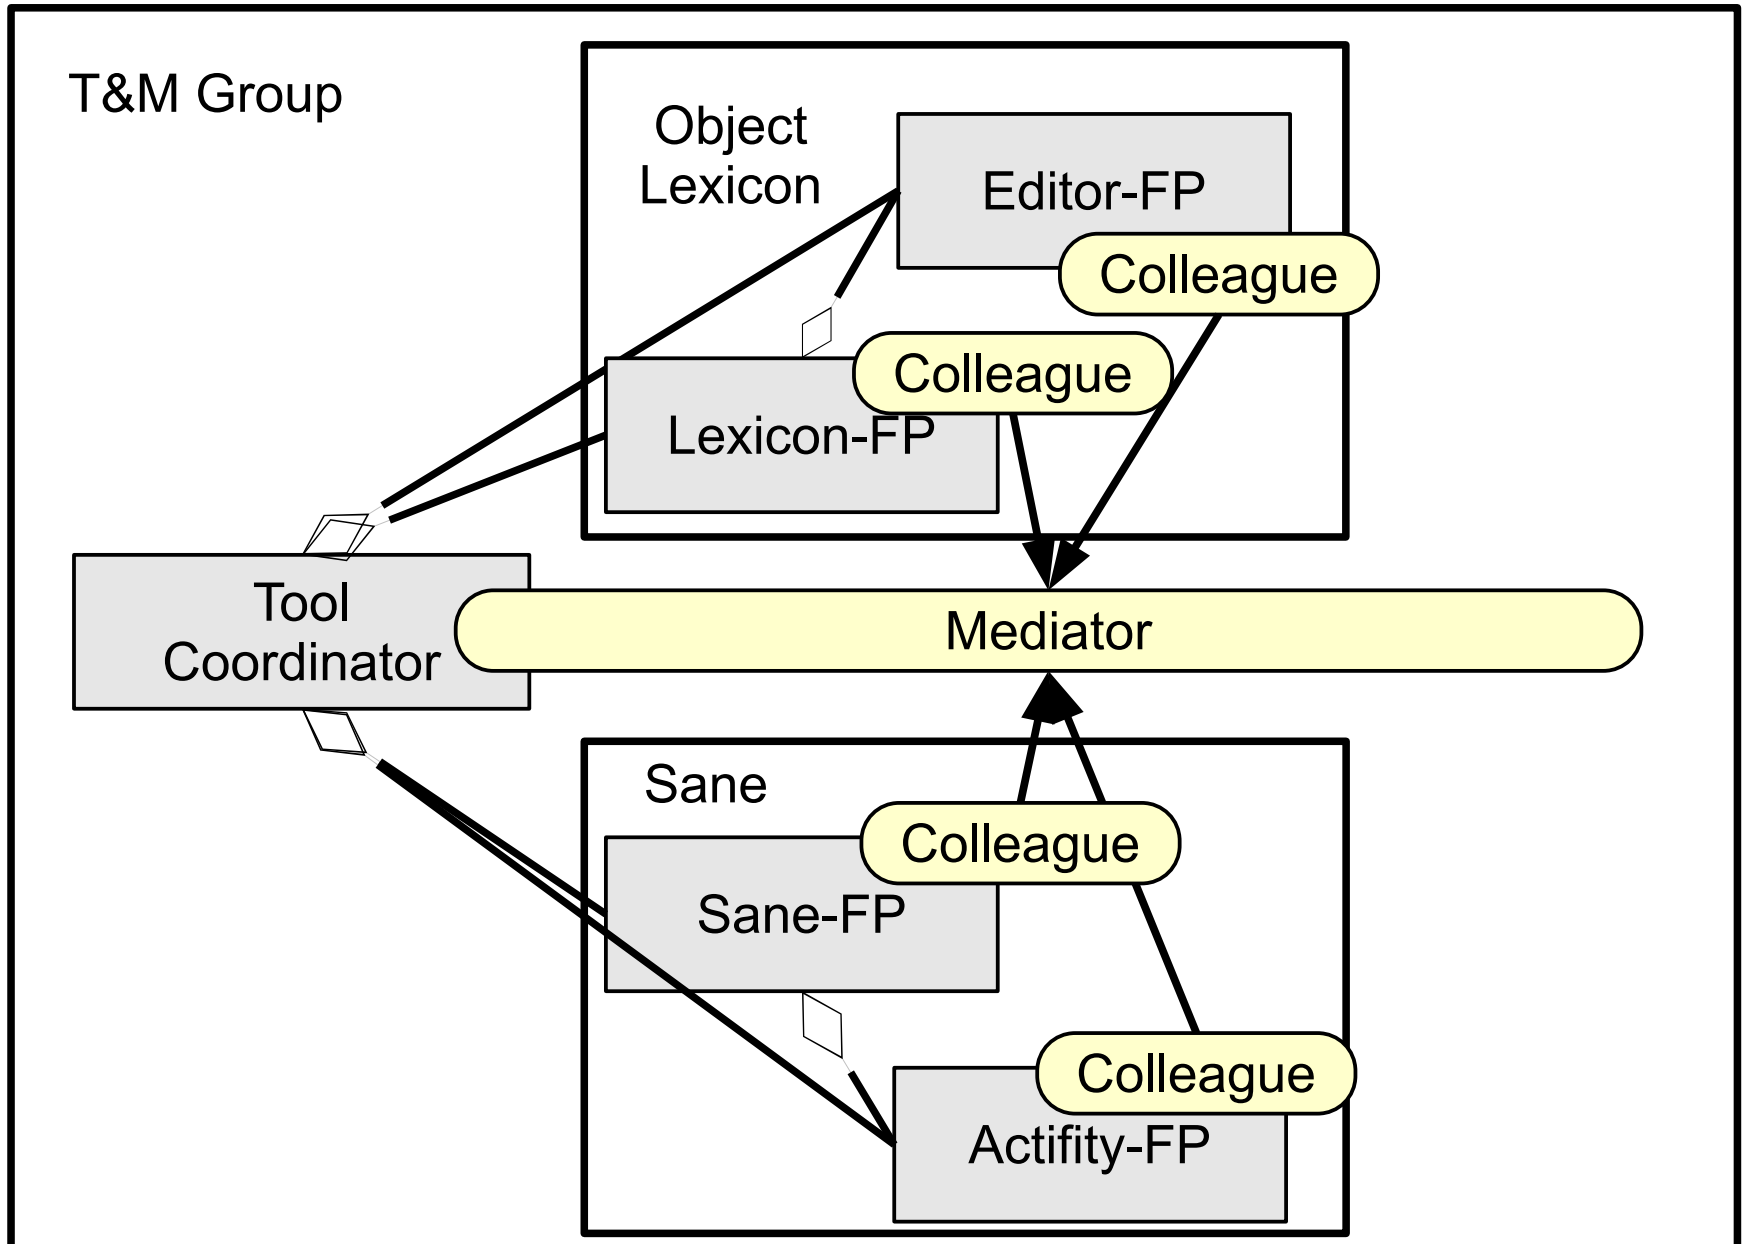 T&M Group
Object
Lexicon
Editor-FP
Colleague
Colleague
Lexicon-FP
Tool
Coordinator
Mediator
Sane
Colleague
Sane-FP
Colleague
Actifity-FP